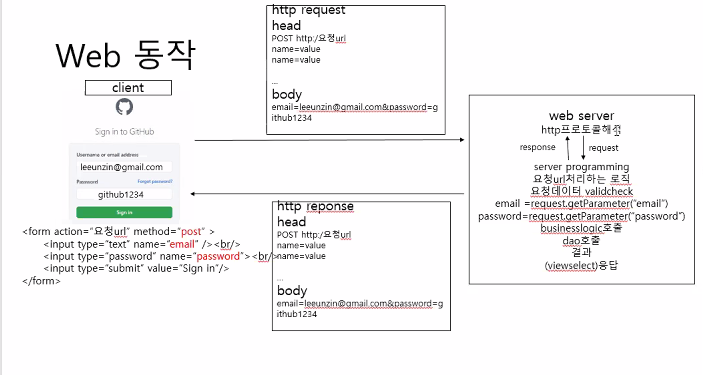 Web 동작
client
Sign in to GitHub
Username or email address
leeunzin@gmail.com
Password
Forgot password?
github1234
Sign in
<form action="요청url" method="post" >
<input type="text" name="email" /><br/>
<input type="password" name="password"><br/>
<input type="submit" value="Sign in"/>
</form>
http request
head
POST http:/요청url
name=value
name=value
...
body
email=leeunzin@gmail.com&password=g
ithub1234
http reponse
head
POST http:/요청url
name=value
name=value
...
body
email=leeunzin@gmail.com&password=g
ithub1234
web server
http프로토콜해석
response
request
server programming
요청url처리하는 로직
요청데이터 validcheck
email =request.getParameter("email")
password=request.getParameter("password")
businesslogic호출
dao호출
결과
(viewselect)응답